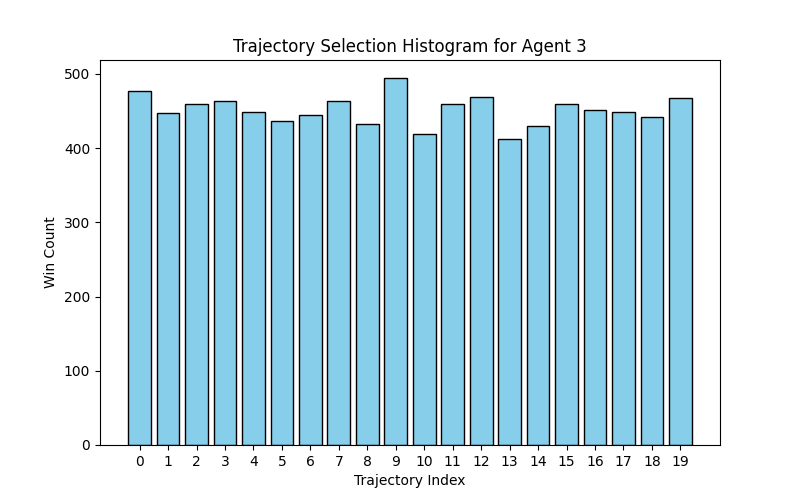 Trajectory Selection Histogram for Agent 3
500
400
300
200
100
0
Win Count
0 1 2 3 4 5 6 7 8 9 10 11 12 13 14 15 16 17 18 19
Trajectory Index